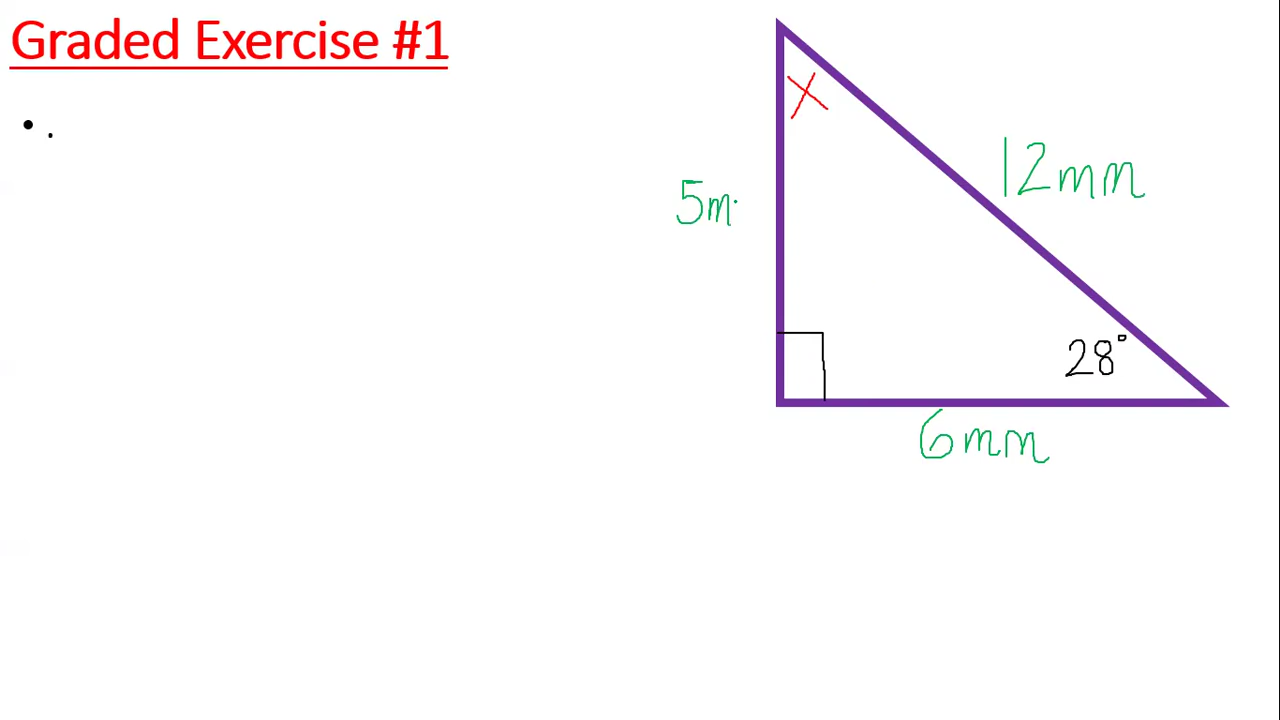 Graded Exercise #1
• .
X
12mm
5m
28°
6mm